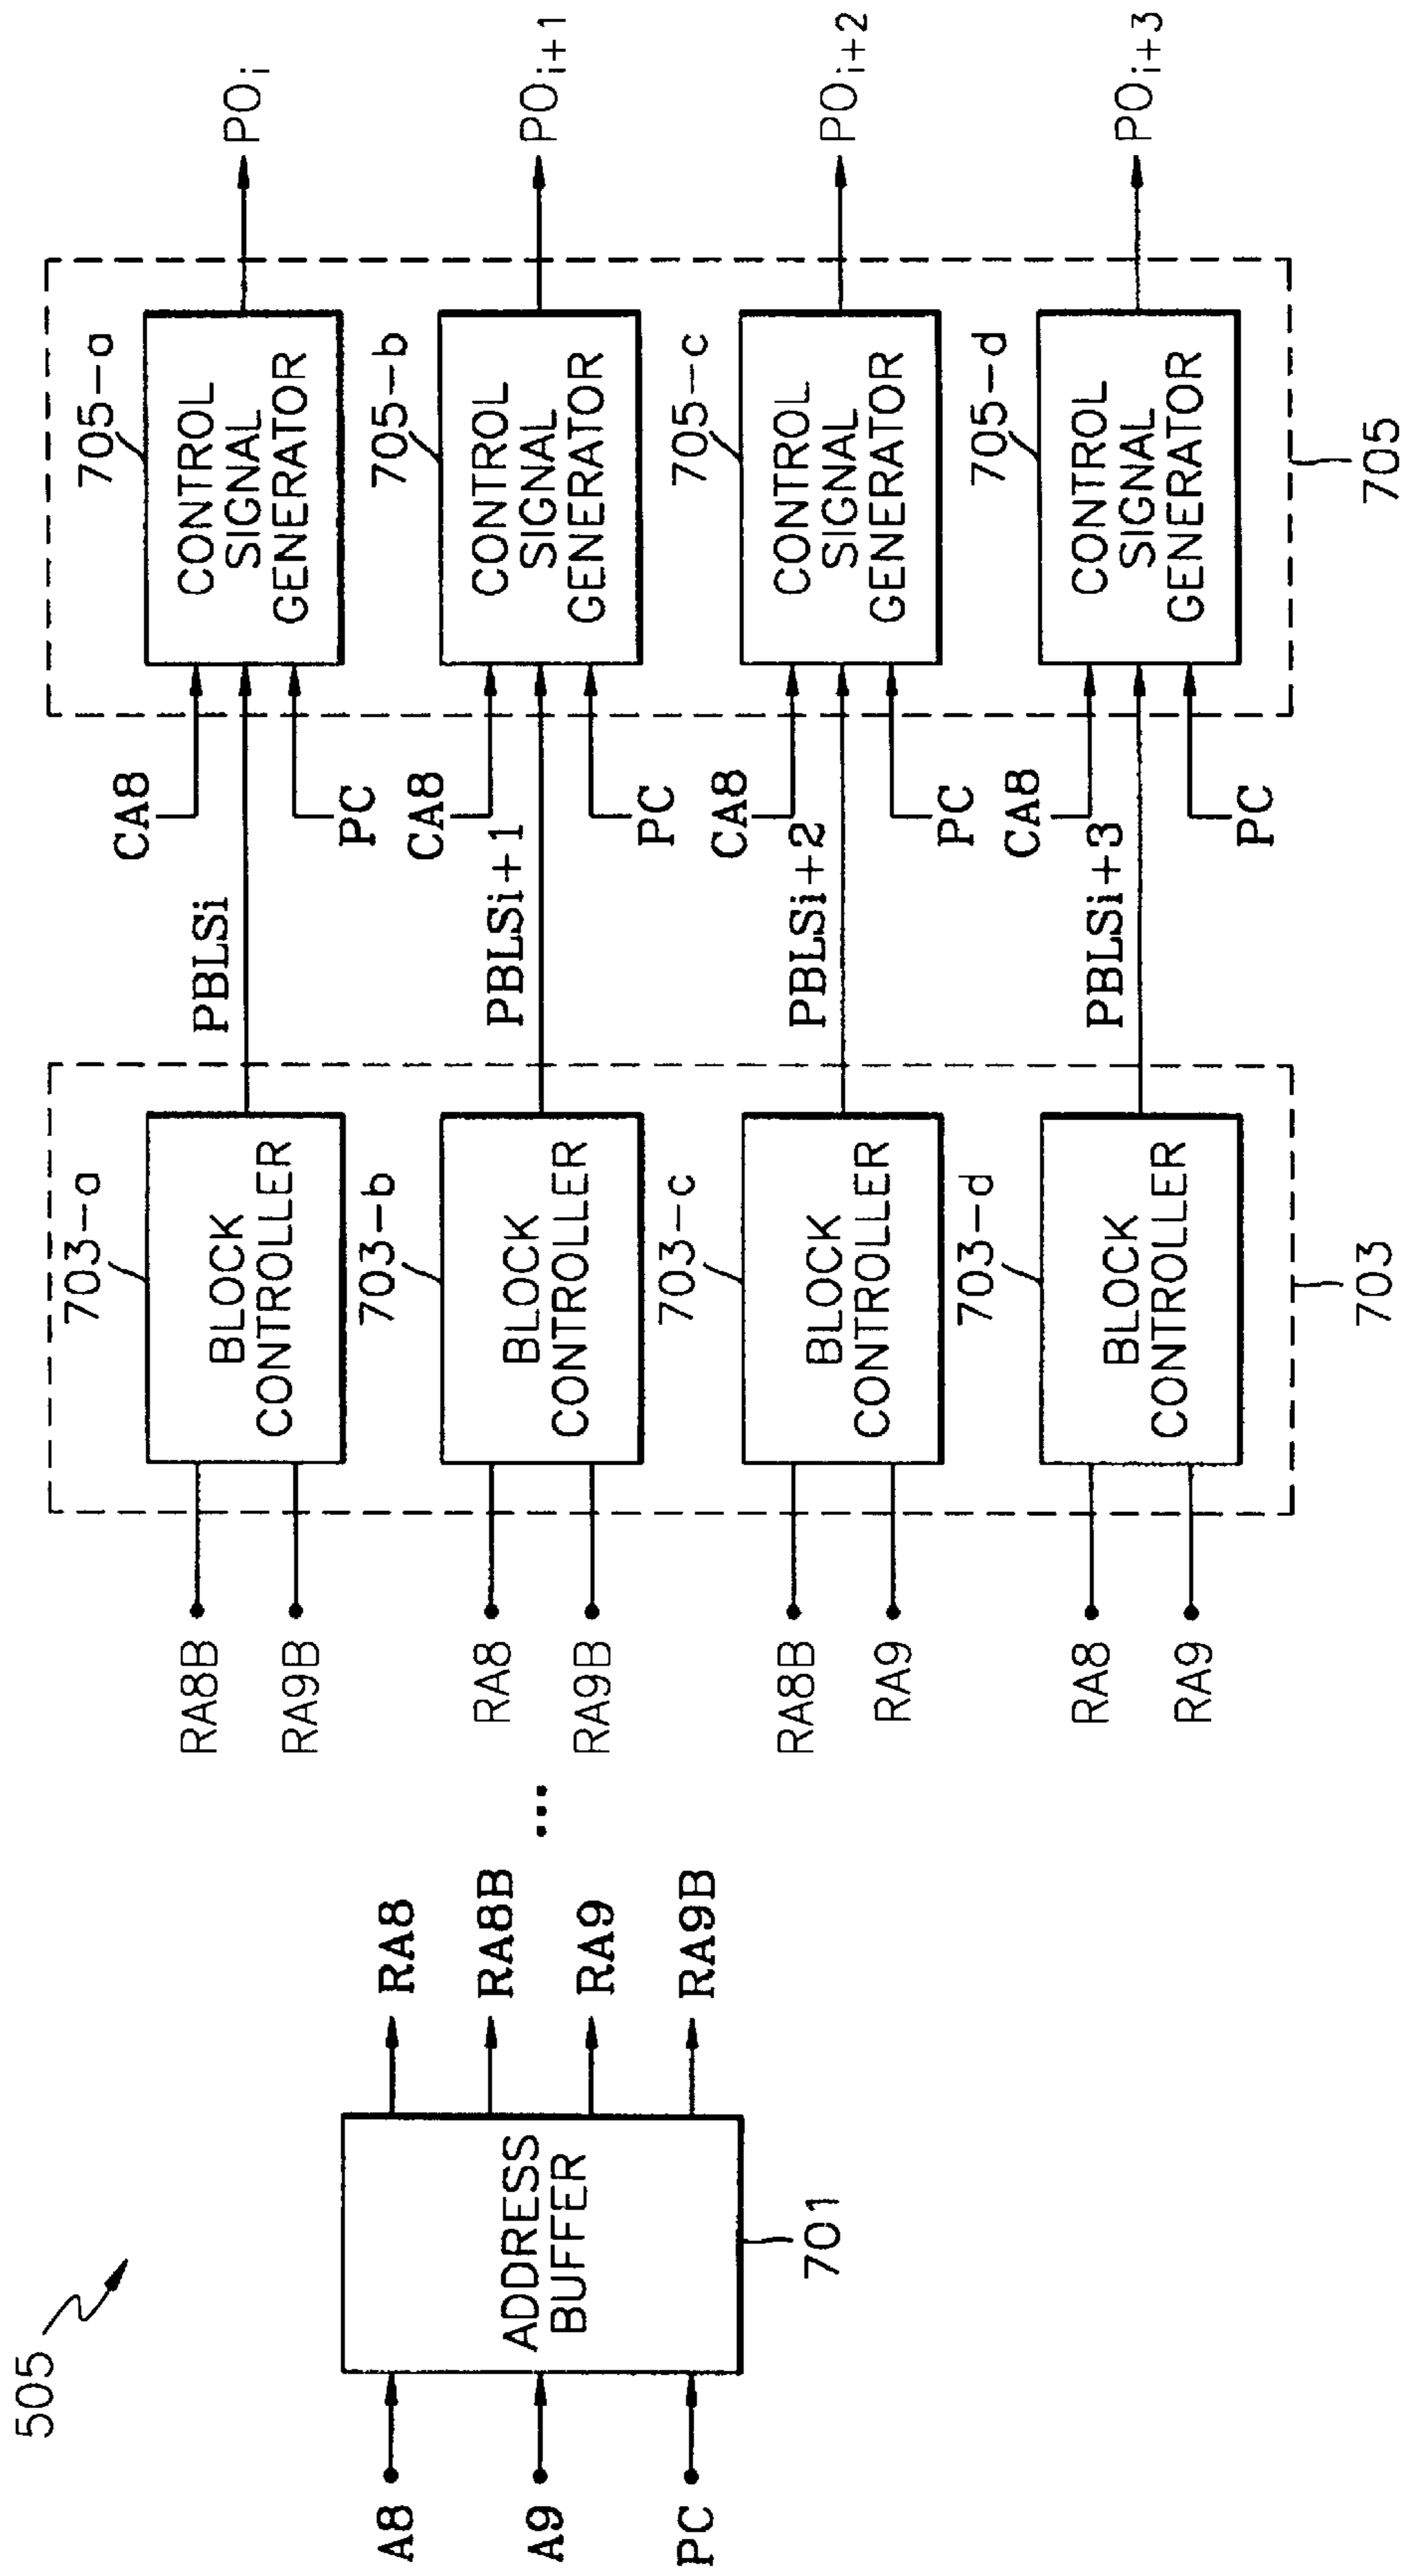 505
A8
A9
PC
ADDRESS
BUFFER
701
RA8
RA8B
RA9
RA9B
...
RA8B
RA9B
RA8
RA9B
RA8B
RA9
RA8
RA9
703-a
BLOCK
CONTROLLER
703-b
BLOCK
CONTROLLER
703-c
BLOCK
CONTROLLER
703-d
BLOCK
CONTROLLER
703
PBLSi
PBLSi+1
PBLSi+2
PBLSi+3
CA8
PC
CA8
PC
CA8
PC
CA8
PC
705-a
CONTROL
SIGNAL
GENERATOR
705-b
CONTROL
SIGNAL
GENERATOR
705-c
CONTROL
SIGNAL
GENERATOR
705-d
CONTROL
SIGNAL
GENERATOR
705
POi
POi+1
POi+2
POi+3